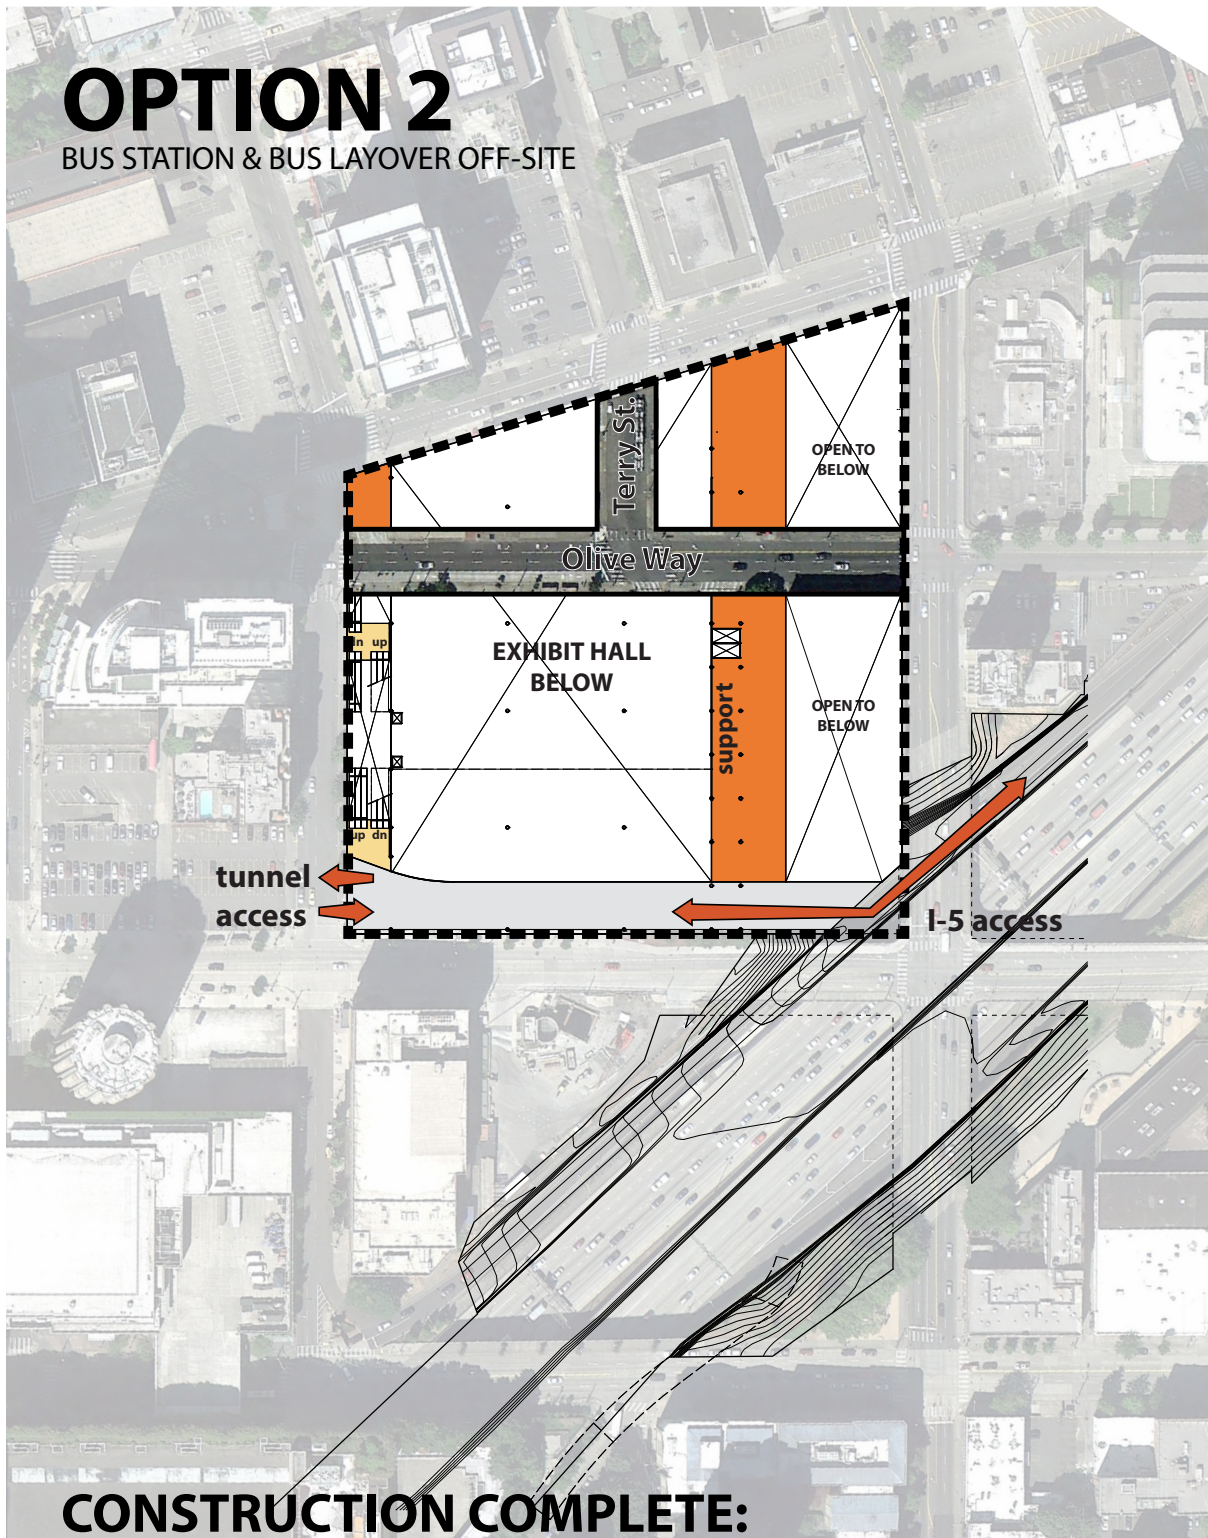 OPTION 2
BUS STATION & BUS LAYOVER OFF-SITE
Terry St.
OPEN TO
BELOW
Olive Way
dn up
EXHIBIT HALL
BELOW
support
OPEN TO
BELOW
up dn
tunnel
access
I-5 access
CONSTRUCTION COMPLETE: